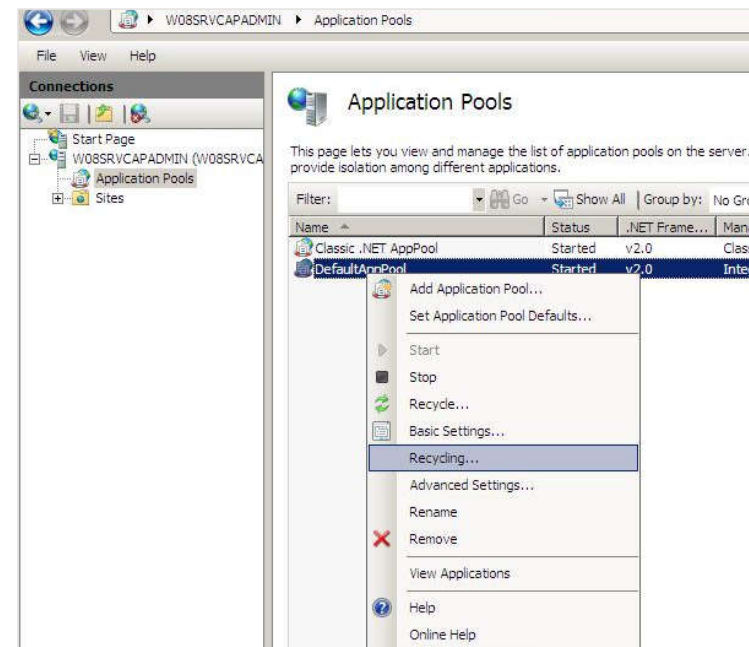 W08SRVCAPADMIN ▸ Application Pools
File View Help
Connections
Start Page
W08SRVCAPADMIN (W08SRVCA
Application Pools
Sites
Application Pools
This page lets you view and manage the list of application pools on the server.
provide isolation among different applications.
Filter: Go Show All Group by: No Gro
Name Status .NET Frame... Mana
Classic .NET AppPool Started v2.0 Class
DefaultAppPool Started v2.0 Integ
Add Application Pool...
Set Application Pool Defaults...
Start
Stop
Recycle...
Basic Settings...
Recycling...
Advanced Settings...
Rename
Remove
View Applications
Help
Online Help